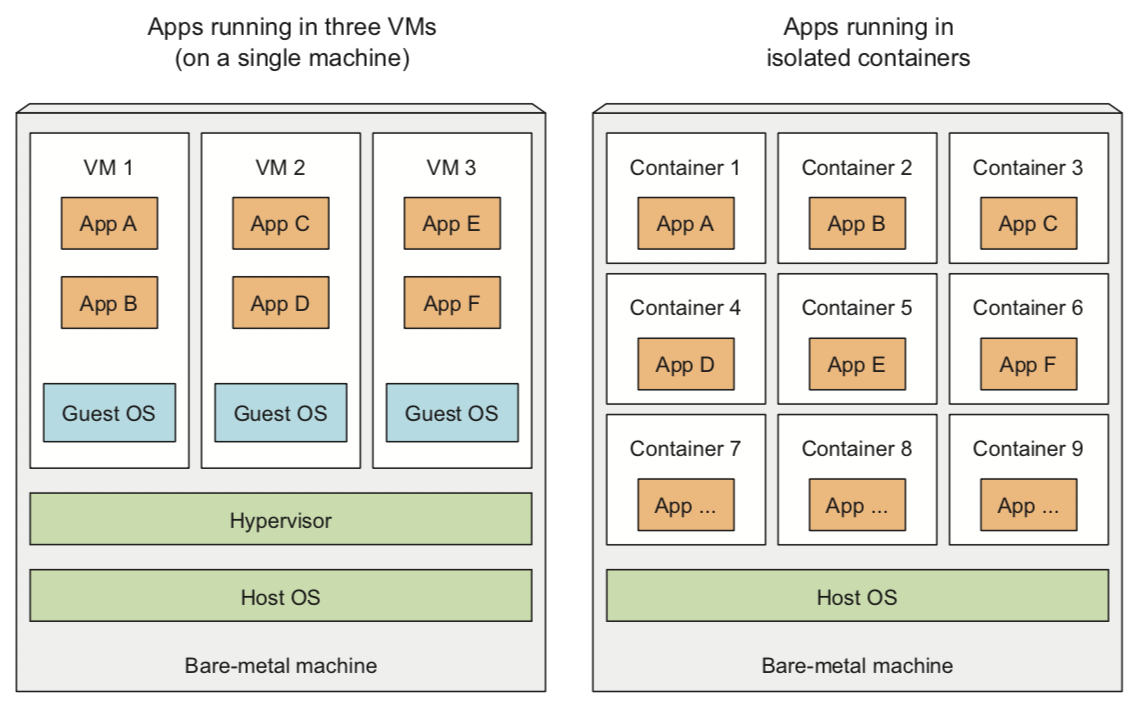 Apps running in three VMs
(on a single machine)
VM 1
App A
App B
Guest OS
VM 2
App C
App D
Guest OS
VM 3
App E
App F
Guest OS
Hypervisor
Host OS
Bare-metal machine
Apps running in
isolated containers
Container 1
App A
Container 2
App B
Container 3
App C
Container 4
App D
Container 5
App E
Container 6
App F
Container 7
App ...
Container 8
App ...
Container 9
App ...
Host OS
Bare-metal machine